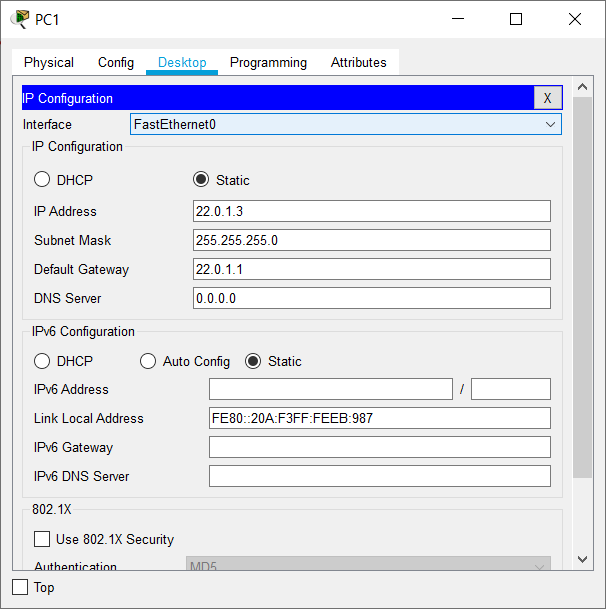 PC1
Physical Config Desktop Programming Attributes
IP Configuration X
Interface FastEthernet0
IP Configuration
DHCP Static
IP Address 22.0.1.3
Subnet Mask 255.255.255.0
Default Gateway 22.0.1.1
DNS Server 0.0.0.0
IPv6 Configuration
DHCP Auto Config Static
IPv6 Address /
Link Local Address FE80::20A:F3FF:FEEB:987
IPv6 Gateway
IPv6 DNS Server
802.1X
Use 802.1X Security
Authentication MD5
Top